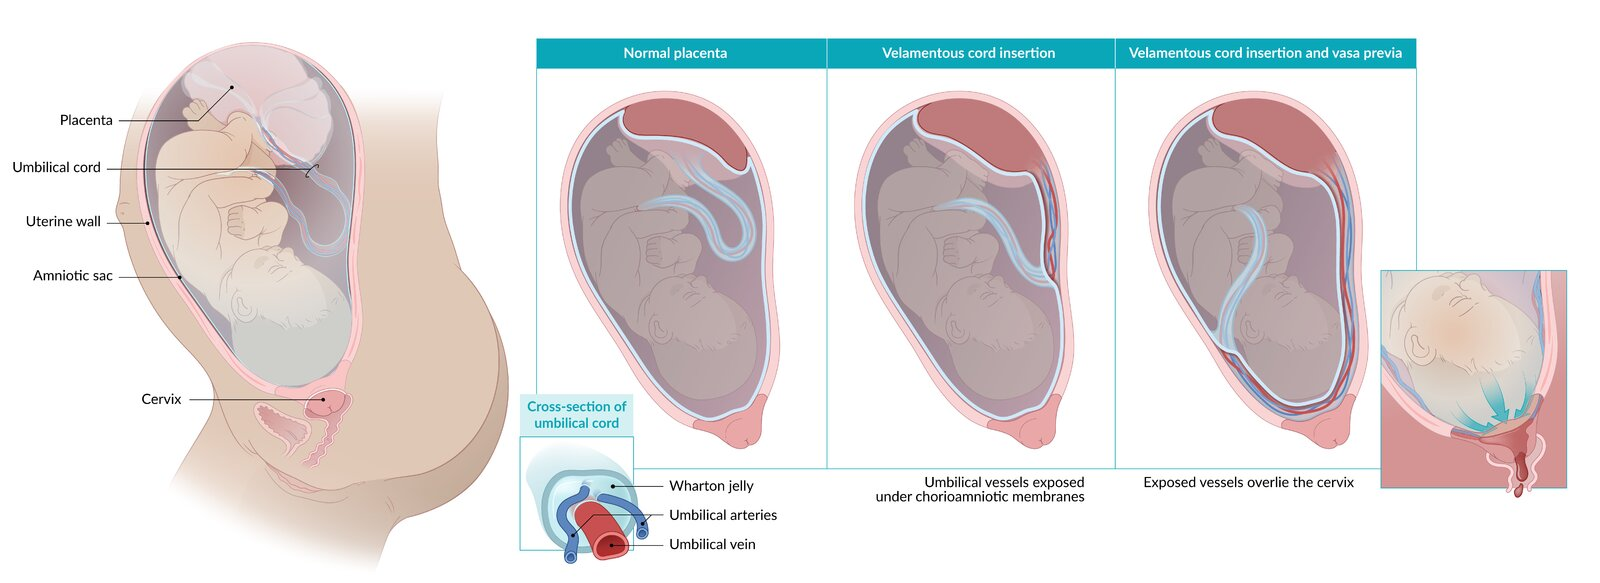 Placenta
Umbilical cord
Uterine wall
Amniotic sac
Cervix
Normal placenta
Velamentous cord insertion
Velamentous cord insertion and vasa previa
Cross-section of
umbilical cord
Wharton jelly
Umbilical arteries
Umbilical vein
Umbilical vessels exposed
under chorioamniotic membranes
Exposed vessels overlie the cervix